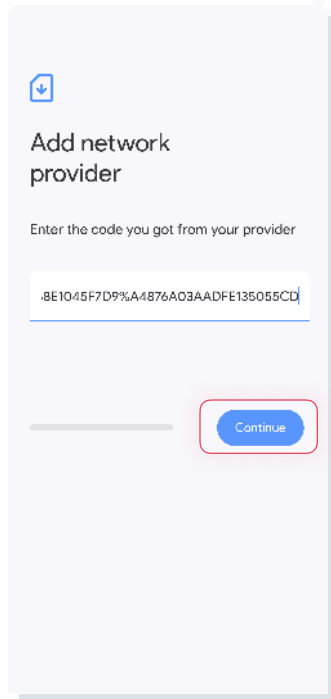 Add network
provider
Enter the code you got from your provider
8E1045F7D9%A4876A03AADFE135055CD
Continue